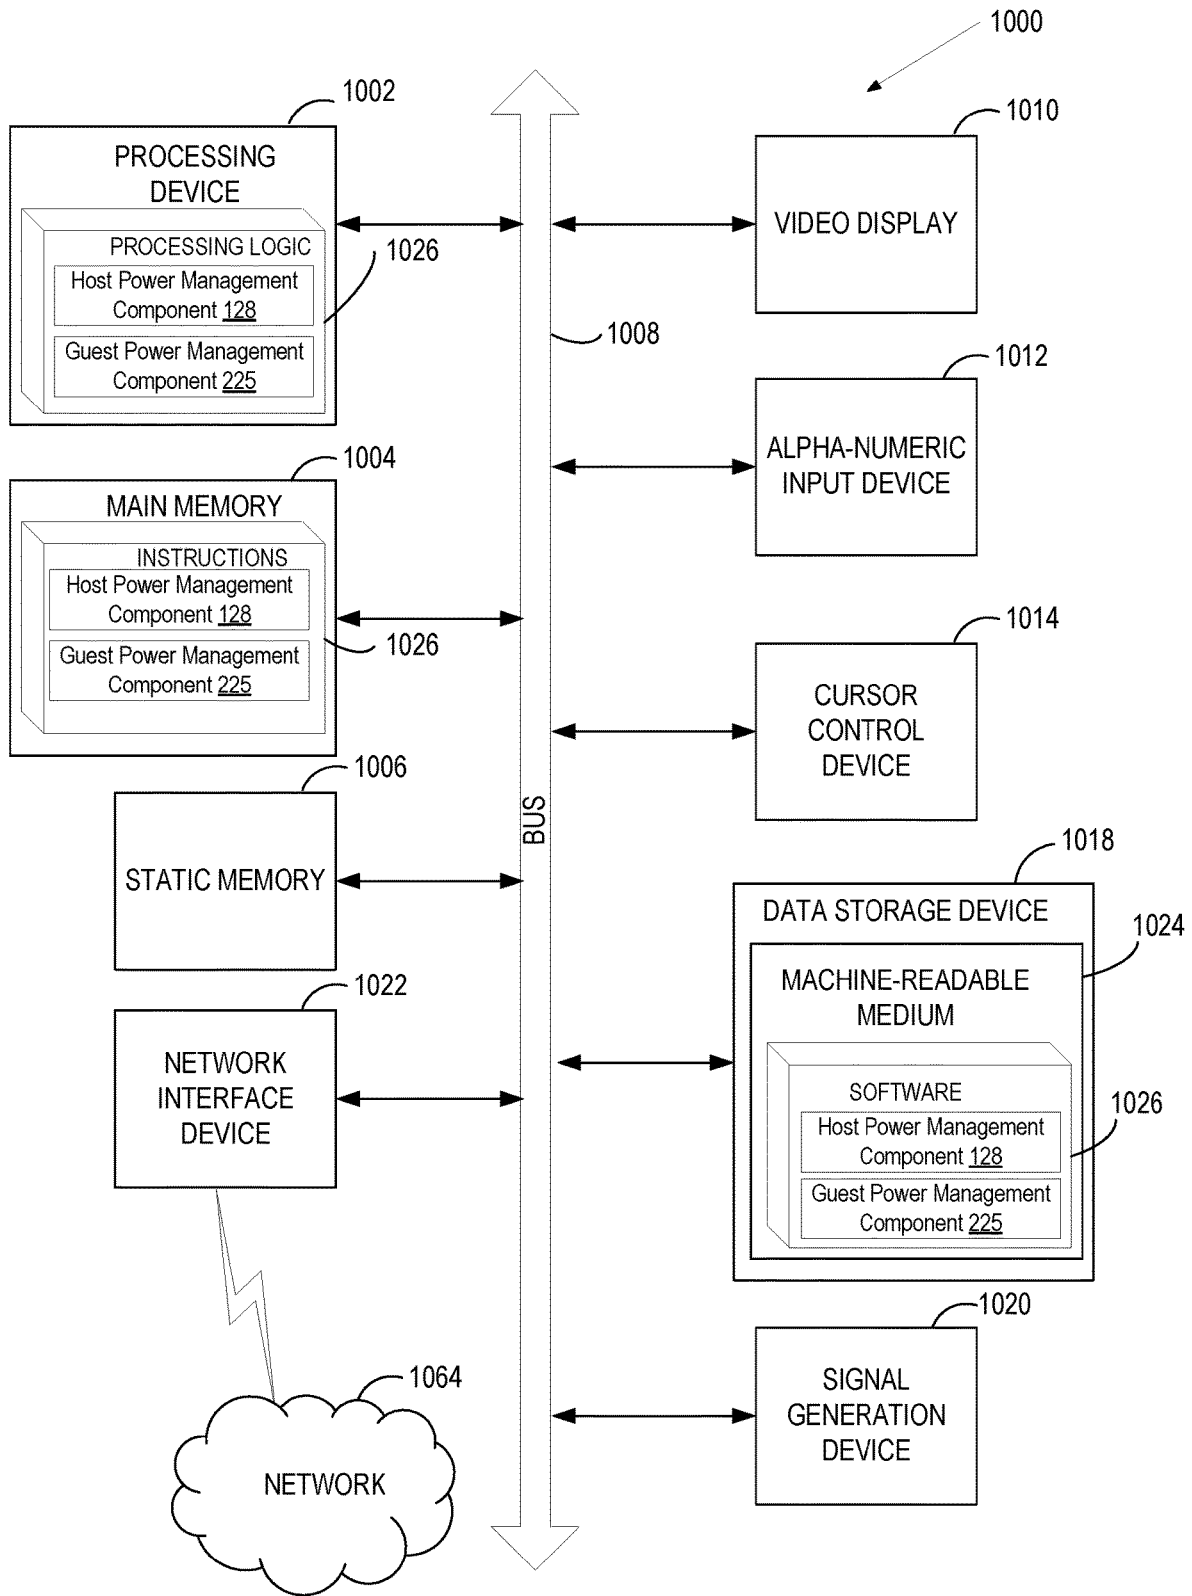 1000
1002
PROCESSING
DEVICE
PROCESSING LOGIC
Host Power Management
Component 128
Guest Power Management
Component 225
1026
1004
MAIN MEMORY
INSTRUCTIONS
Host Power Management
Component 128
Guest Power Management
Component 225
1026
1006
STATIC MEMORY
1022
NETWORK
INTERFACE
DEVICE
1064
NETWORK
1008
BUS
1010
VIDEO DISPLAY
1012
ALPHA-NUMERIC
INPUT DEVICE
1014
CURSOR
CONTROL
DEVICE
1018
DATA STORAGE DEVICE
1024
MACHINE-READABLE
MEDIUM
SOFTWARE
1026
Host Power Management
Component 128
Guest Power Management
Component 225
1020
SIGNAL
GENERATION
DEVICE